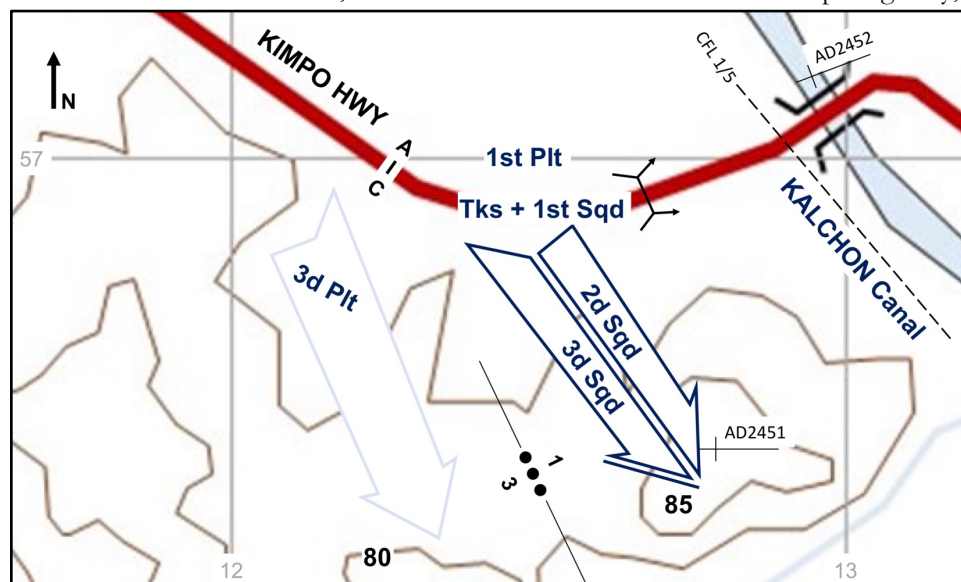 N
KIMPO HWY
A
C
57
1st Plt
Tks + 1st Sqd
CFL 1/5
AD2452
KALCHON Canal
3d Plt
2d Sqd
3d Sqd
AD2451
1
3
85
80
12
13